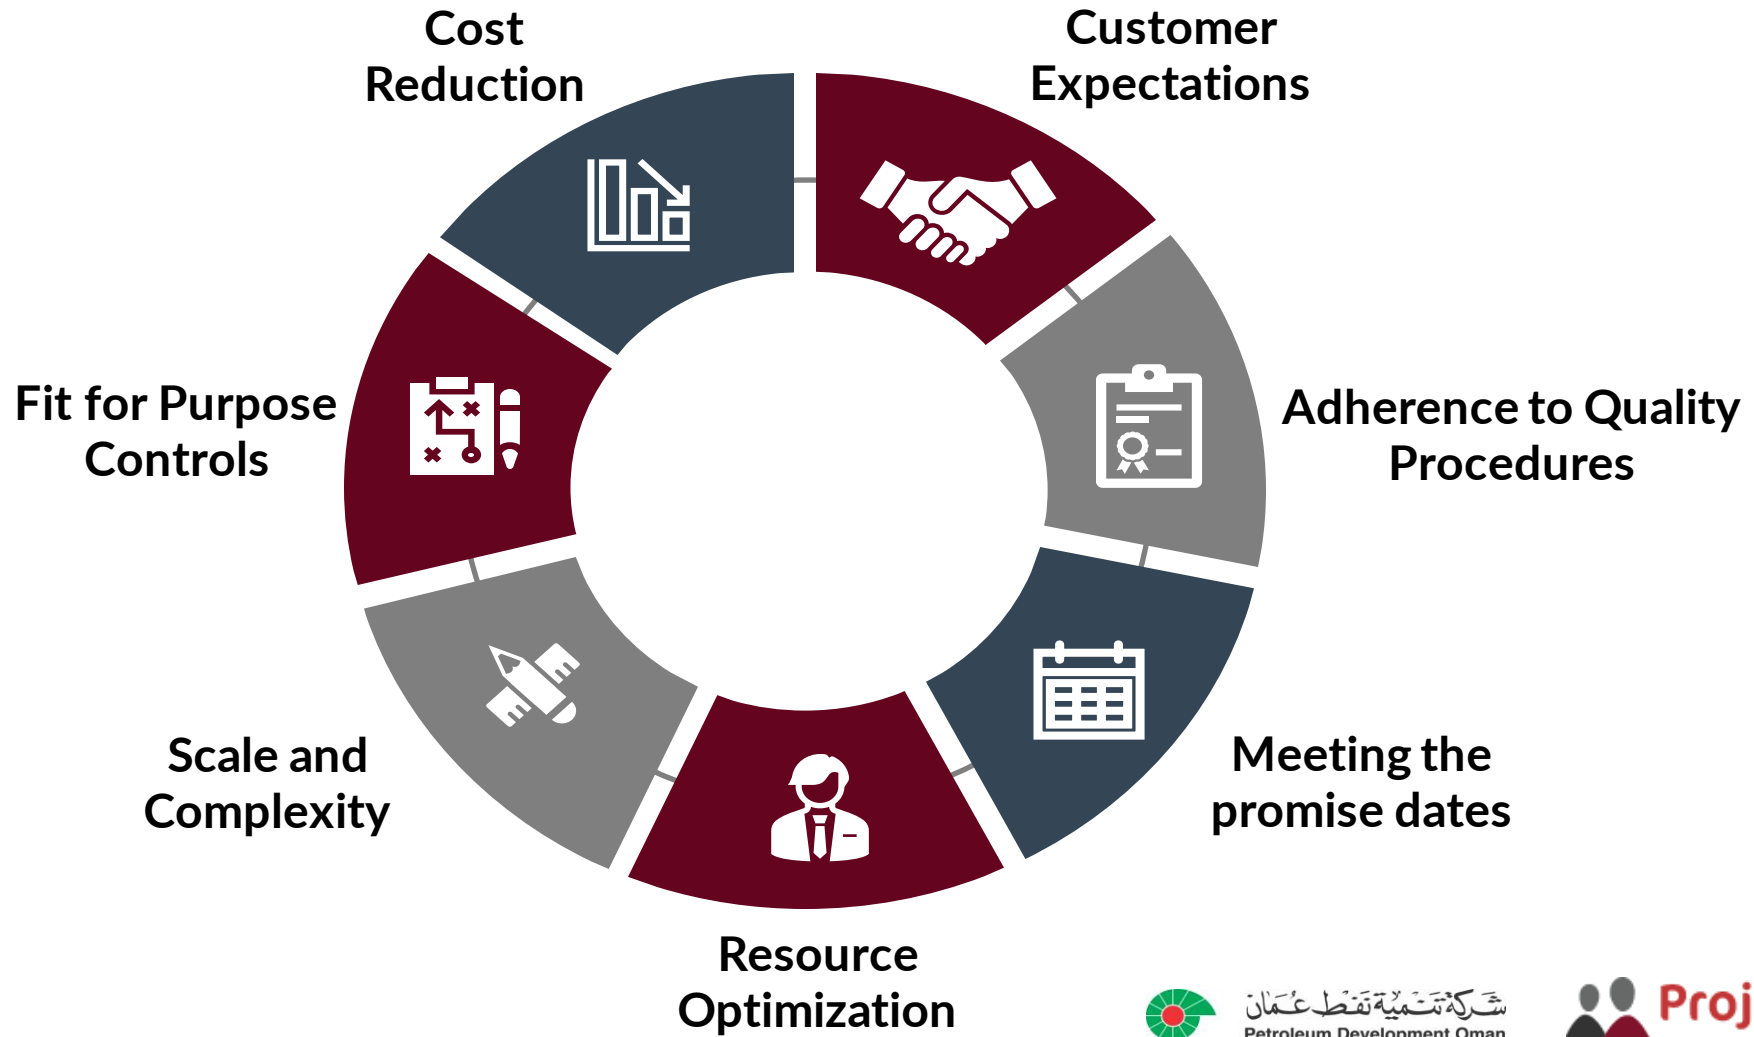 Cost
Reduction
Customer
Expectations
Fit for Purpose
Controls
Adherence to Quality
Procedures
Scale and
Complexity
Meeting the
promise dates
Resource
Optimization
شركة تنمية نفط عُمان
Petroleum Development Oman
Proj